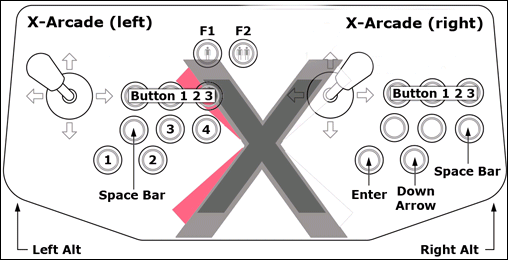 X-Arcade (left)
X-Arcade (right)
F1 F2
Button 1 2 3
Button 1 2 3
3 4
1 2
Space Bar
Space Bar
Enter
Down
Arrow
Left Alt
Right Alt